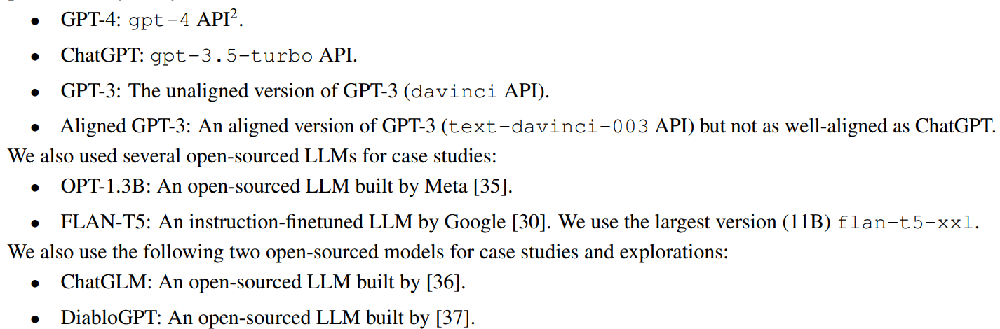 • GPT-4: gpt-4 API2.
• ChatGPT: gpt-3.5-turbo API.
• GPT-3: The unaligned version of GPT-3 (davinci API).
• Aligned GPT-3: An aligned version of GPT-3 (text-davinci-003 API) but not as well-aligned as ChatGPT.
We also used several open-sourced LLMs for case studies:
• OPT-1.3B: An open-sourced LLM built by Meta [35].
• FLAN-T5: An instruction-finetuned LLM by Google [30]. We use the largest version (11B) flan-t5-xxl.
We also use the following two open-sourced models for case studies and explorations:
• ChatGLM: An open-sourced LLM built by [36].
• DiabloGPT: An open-sourced LLM built by [37].